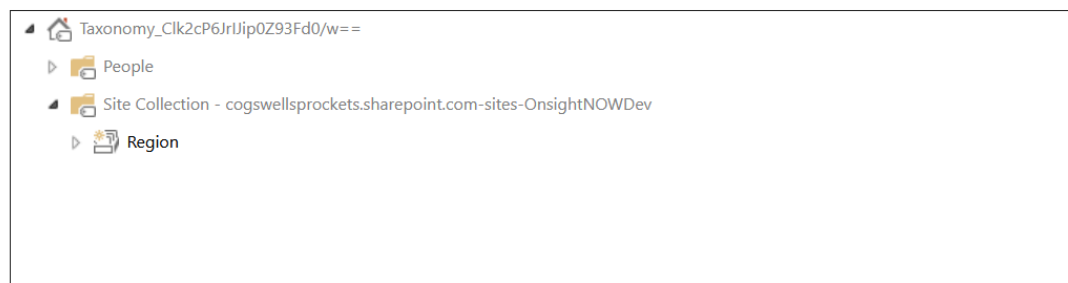 Taxonomy_Clk2cP6JrIJip0Z93Fd0/w==
People
Site Collection - cogswellsprockets.sharepoint.com-sites-OnsightNOWDev
Region